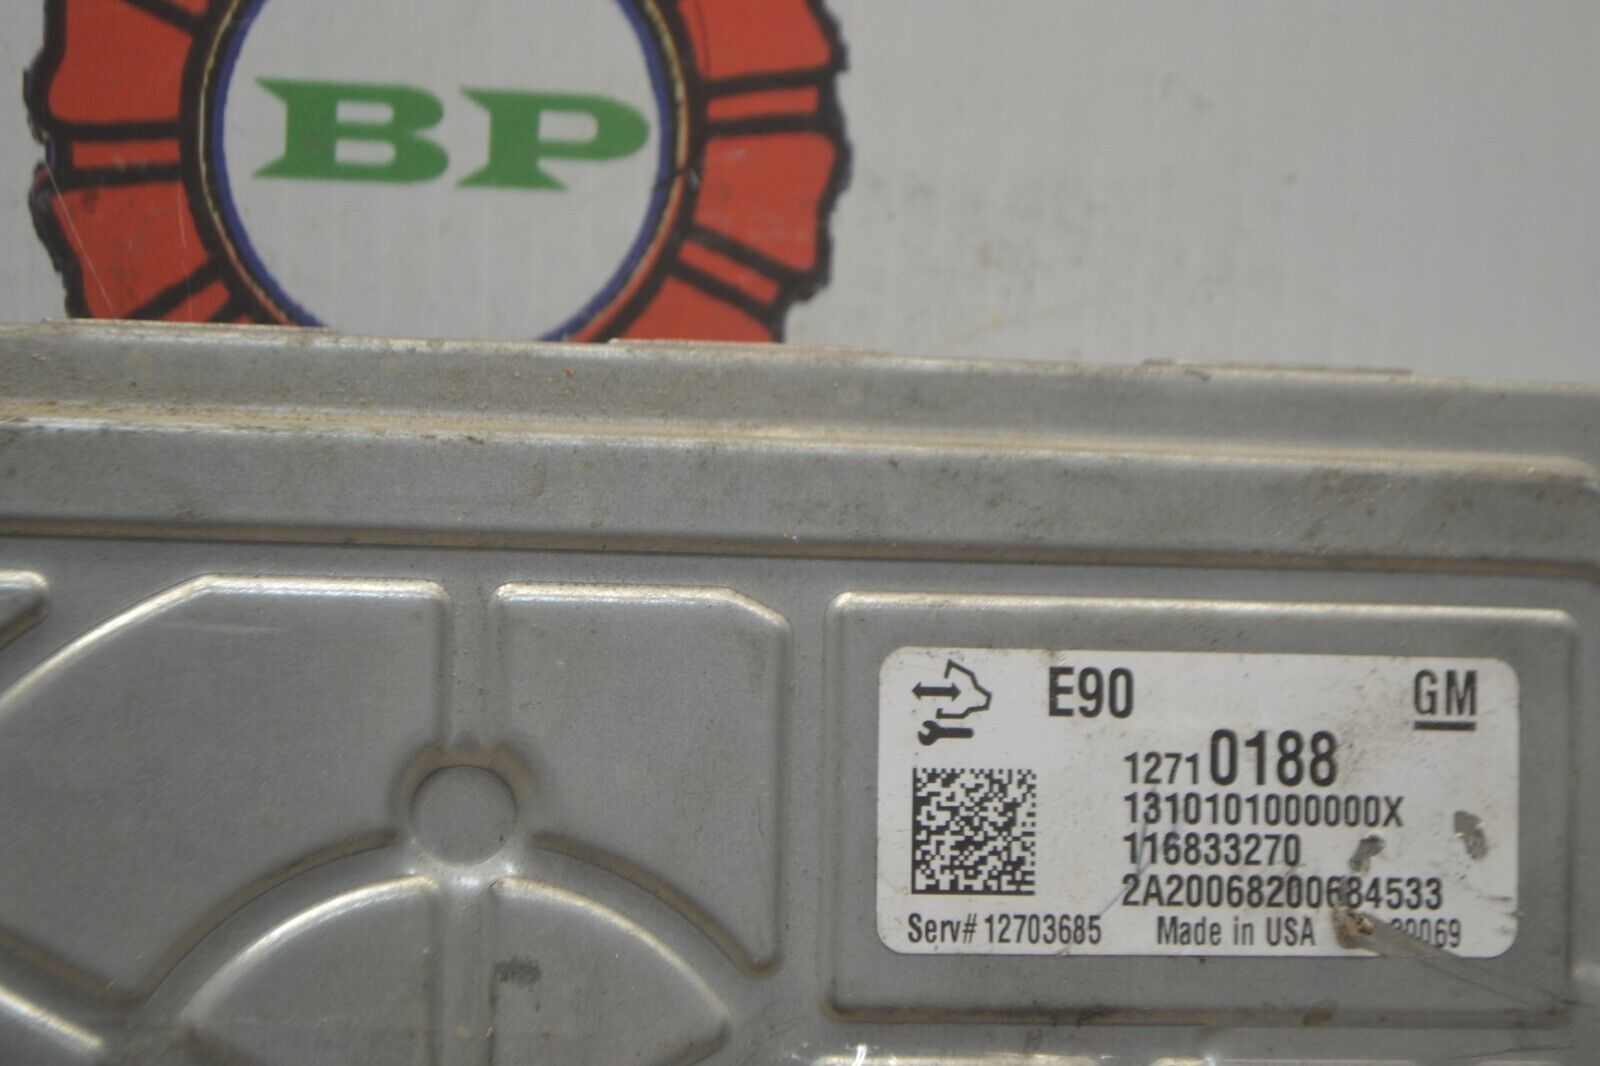 BP
E90 GM
12710188
1310101000000X
116833270
2A20068200684533
Serv# 12703685 Made in USA